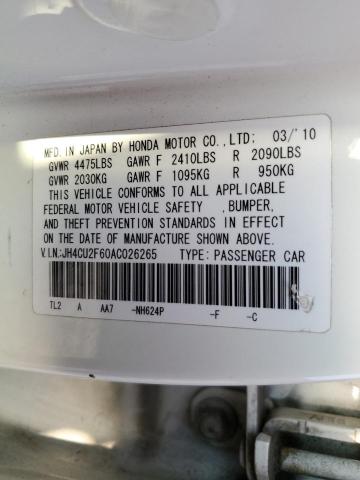 MFD. IN JAPAN BY HONDA MOTOR CO.,LTD; 03/'10
GVWR 4475LBS GAWR F 2410LBS R 2090LBS
GVWR 2030KG GAWR F 1095KG R 950KG
THIS VEHICLE CONFORMS TO ALL APPLICABLE
FEDERAL MOTOR VEHICLE SAFETY , BUMPER,
AND THEFT PREVENTION STANDARDS IN EFFECT
ON THE DATE OF MANUFACTURE SHOWN ABOVE.
V.I.N:JH4CU2F60AC026265 TYPE: PASSENGER CAR
TL2 A AA7 -NH624P -F -C